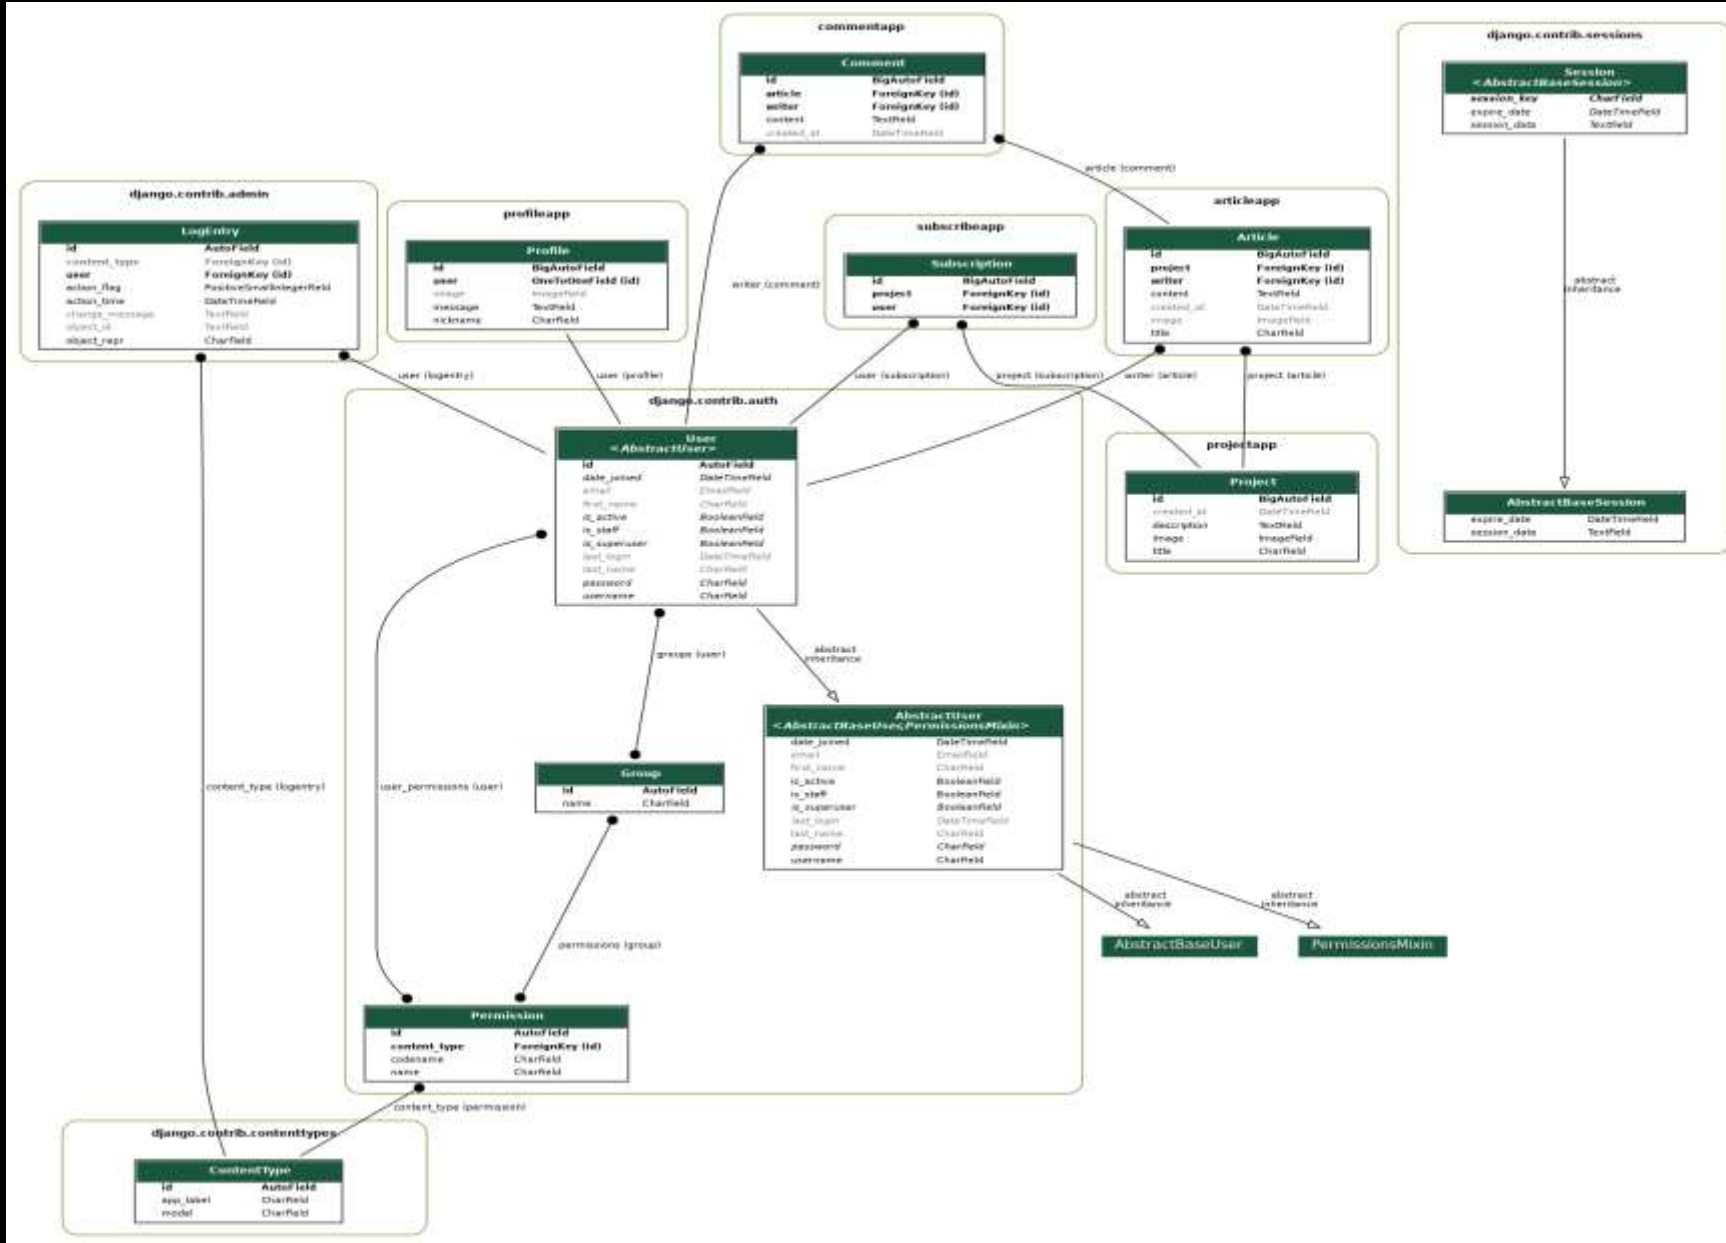 commentapp
Comment
id BigAutoField
article ForeignKey (id)
writer ForeignKey (id)
content TextField
created_at DateTimeField
django.contrib.sessions
Session
<AbstractBaseSession>
session_key CharField
expire_date DateTimeField
session_data TextField
article (comment)
django.contrib.admin
LogEntry
id AutoField
content_type ForeignKey (id)
user ForeignKey (id)
action_flag PositiveSmallIntegerField
action_time DateTimeField
change_message TextField
object_id TextField
object_repr CharField
profileapp
Profile
id BigAutoField
user OneToOneField (id)
image ImageField
message TextField
nickname CharField
writer (comment)
subscribeapp
Subscription
id BigAutoField
project ForeignKey (id)
user ForeignKey (id)
articleapp
Article
id BigAutoField
project ForeignKey (id)
writer ForeignKey (id)
content TextField
created_at DateTimeField
image ImageField
title CharField
abstract
inheritance
user (logentry)
user (profile)
user (subscription)
project (subscription)
writer (article)
project (article)
django.contrib.auth
User
<AbstractUser>
id AutoField
date_joined DateTimeField
email EmailField
first_name CharField
is_active BooleanField
is_staff BooleanField
is_superuser BooleanField
last_login DateTimeField
last_name CharField
password CharField
username CharField
projectapp
Project
id BigAutoField
created_at DateTimeField
description TextField
image ImageField
title CharField
AbstractBaseSession
expire_date DateTimeField
session_data TextField
groups (user)
abstract
inheritance
AbstractUser
<AbstractBaseUser,PermissionsMixin>
date_joined DateTimeField
email EmailField
first_name CharField
is_active BooleanField
is_staff BooleanField
is_superuser BooleanField
last_login DateTimeField
last_name CharField
password CharField
username CharField
Group
id AutoField
name CharField
content_type (logentry)
user_permissions (user)
abstract
inheritance
abstract
inheritance
AbstractBaseUser
PermissionsMixin
permissions (group)
Permission
id AutoField
content_type ForeignKey (id)
codename CharField
name CharField
content_type (permission)
django.contrib.contenttypes
ContentType
id AutoField
app_label CharField
model CharField